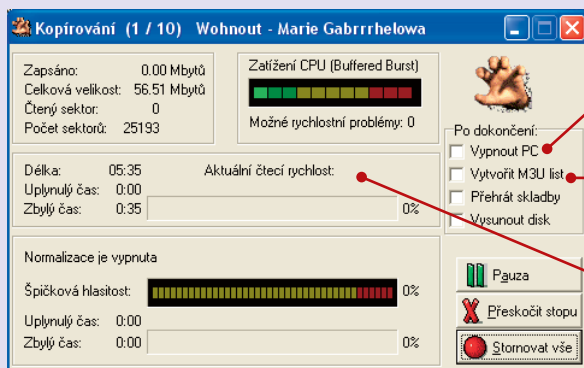 Kopírování (1 / 10) Wohnout - Marie Gabrrrhelowa
Zapsáno: 0.00 Mbytů
Celková velikost: 56.51 Mbytů
Čtený sektor: 0
Počet sektorů: 25193
Zatížení CPU (Buffered Burst)
Možné rychlostní problémy: 0
Po dokončení:
Vypnout PC
Vytvořit M3U list
Přehrát skladby
Vysunout disk
Délka: 05:35 Aktuální čtecí rychlost:
Uplynulý čas: 0:00
Zbylý čas: 0:35 0%
Normalizace je vypnuta
Špičková hlasitost: 0%
Uplynulý čas: 0:00
Zbylý čas: 0:00 0%
Pauza
Přeskočit stopu
Stornovat vše